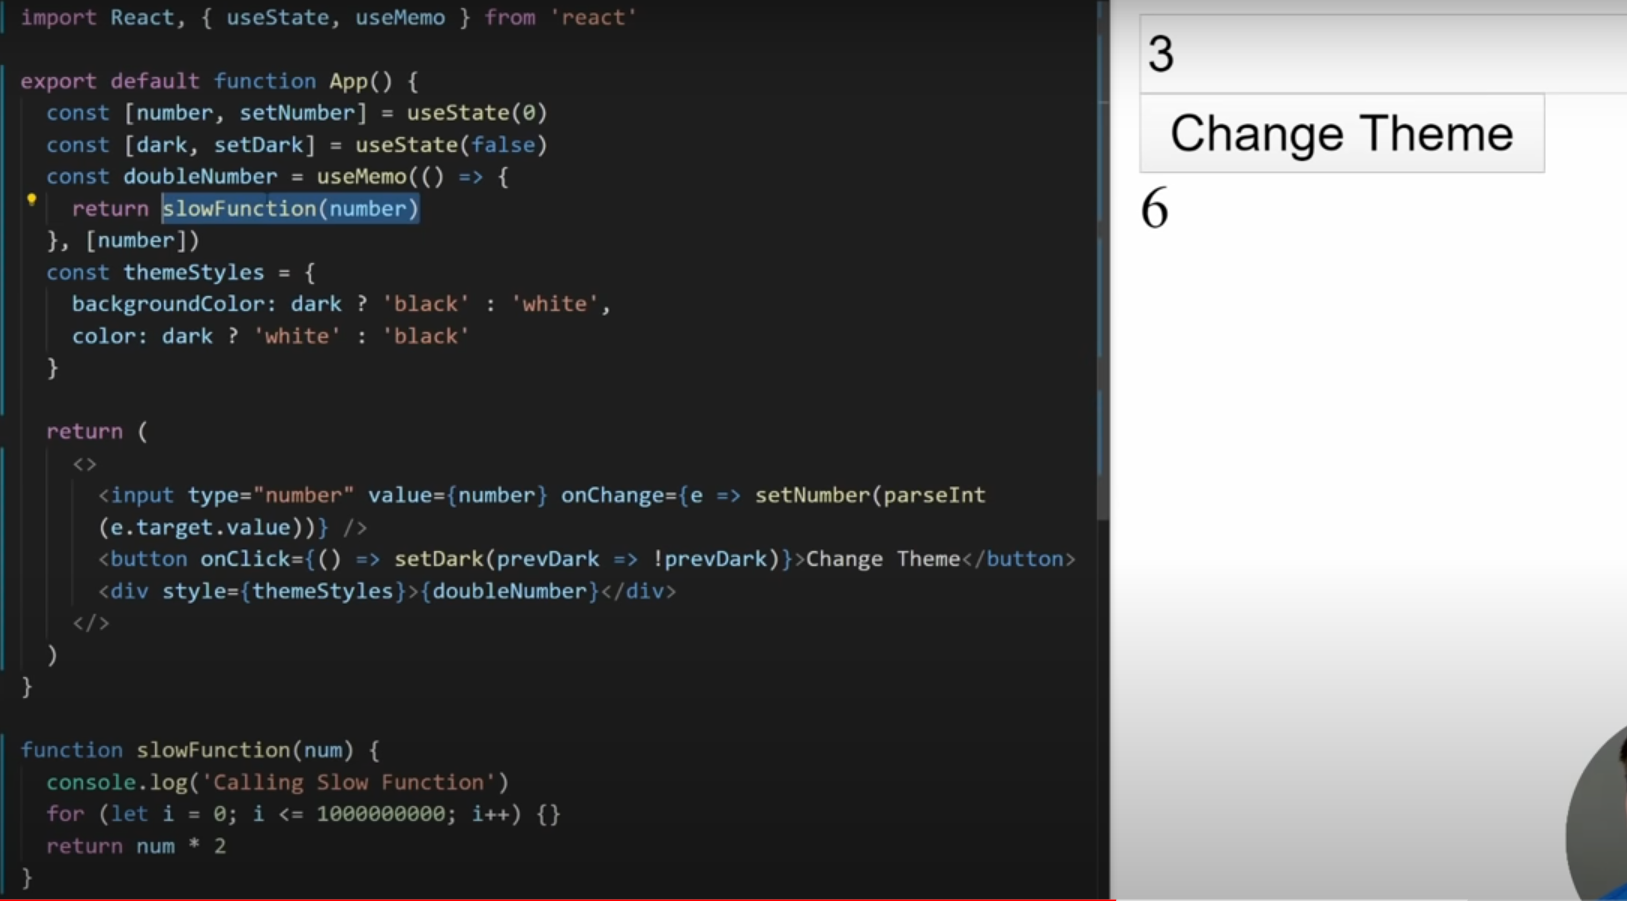 import React, { useState, useMemo } from 'react'
export default function App() {
const [number, setNumber] = useState(0)
const [dark, setDark] = useState(false)
const doubleNumber = useMemo(() => {
return slowFunction(number)
}, [number])
const themeStyles = {
backgroundColor: dark ? 'black' : 'white',
color: dark ? 'white' : 'black'
}
return (
<>
<input type="number" value={number} onChange={e => setNumber(parseInt
(e.target.value))} />
<button onClick={() => setDark(prevDark => !prevDark)}>Change Theme</button>
<div style={themeStyles}>{doubleNumber}</div>
</>
)
}
function slowFunction(num) {
console.log('Calling Slow Function')
for (let i = 0; i <= 1000000000; i++) {}
return num * 2
}
3
Change Theme
6